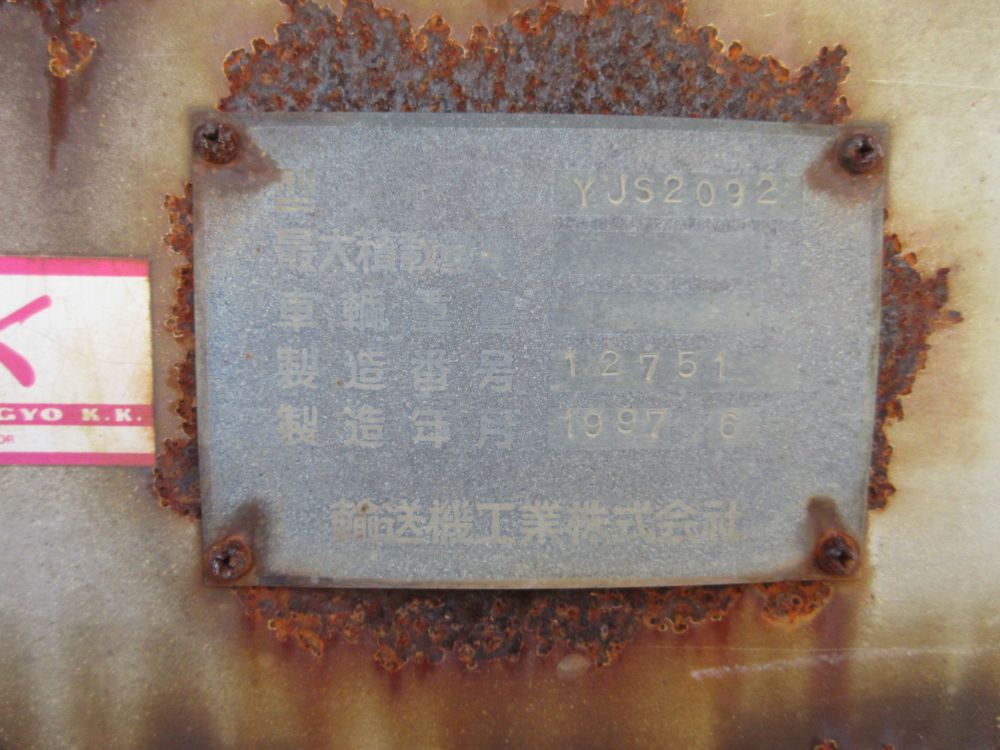 型 YJS2092
最大積載量
車輌重量
製造番号 12751
製造年月 1997 6
輸送機工業株式会社
GYO K.K.
OR